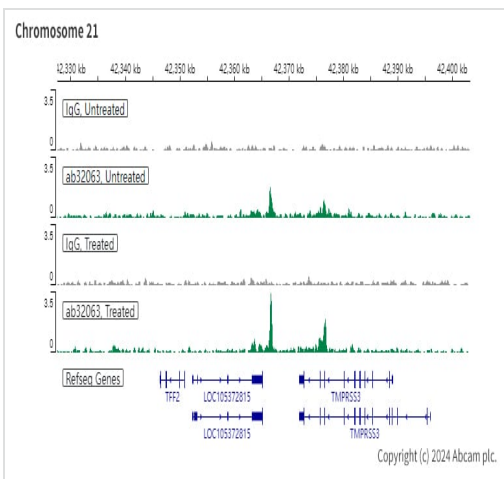 Chromosome 21
42,330 kb 42,340 kb 42,350 kb 42,360 kb 42,370 kb 42,380 kb 42,390 kb 42,400 kb
3.5
IgG, Untreated
0
3.5
ab32063, Untreated
0
3.5
IgG, Treated
0
3.5
ab32063, Treated
0
Refseq Genes
TFF2 LOC105372815 TMPRSS3
LOC105372815 TMPRSS3
Copyright (c) 2024 Abcam plc.